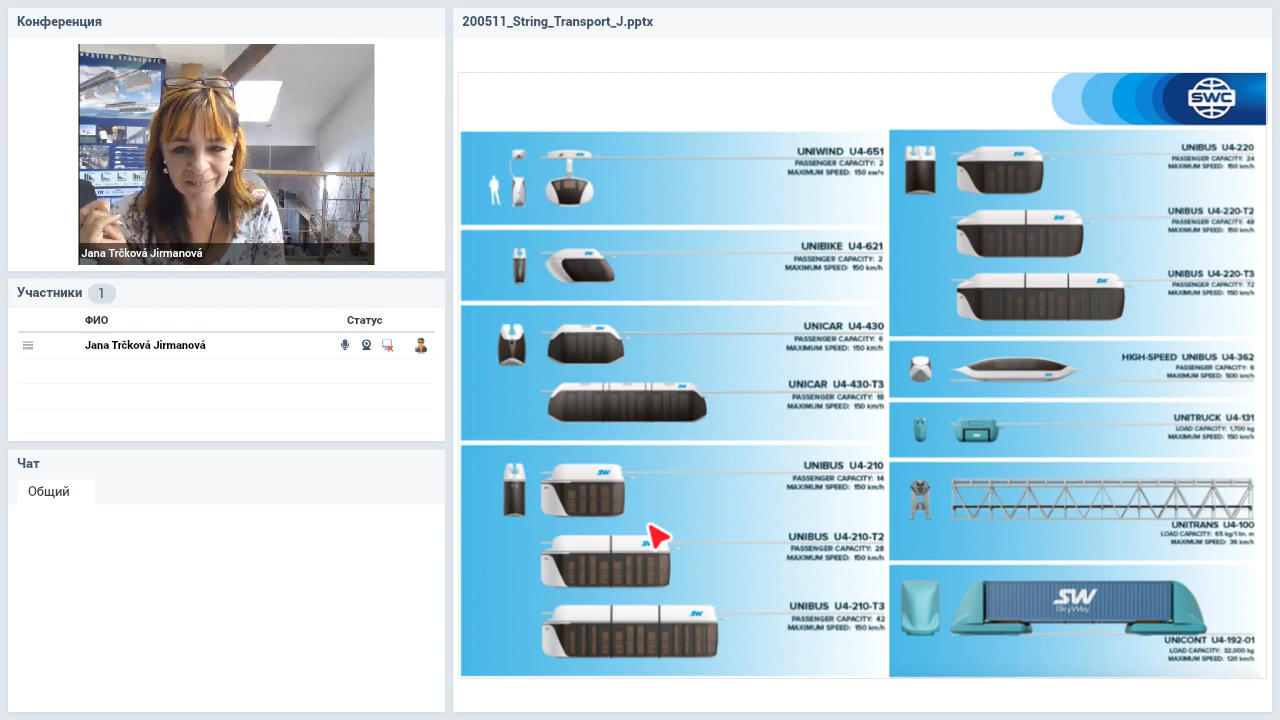 Конференция
Jana Trčková Jirmanová
Участники 1
ФИО Статус
Jana Trčková Jirmanová
Чат
Общий
200511_String_Transport_J.pptx
SWC
UNIWIND U4-651
PASSENGER CAPACITY: 2
MAXIMUM SPEED: 150 км/ч
UNIBIKE U4-621
PASSENGER CAPACITY: 2
MAXIMUM SPEED: 150 km/h
UNICAR U4-430
PASSENGER CAPACITY: 6
MAXIMUM SPEED: 150 km/h
UNICAR U4-430-T3
PASSENGER CAPACITY: 18
MAXIMUM SPEED: 150 km/h
UNIBUS U4-210
PASSENGER CAPACITY: 14
MAXIMUM SPEED: 150 km/h
UNIBUS U4-210-T2
PASSENGER CAPACITY: 28
MAXIMUM SPEED: 150 km/h
UNIBUS U4-210-T3
PASSENGER CAPACITY: 42
MAXIMUM SPEED: 150 km/h
UNIBUS U4-220
PASSENGER CAPACITY: 24
MAXIMUM SPEED: 150 km/h
UNIBUS U4-220-T2
PASSENGER CAPACITY: 48
MAXIMUM SPEED: 150 km/h
UNIBUS U4-220-T3
PASSENGER CAPACITY: 72
MAXIMUM SPEED: 150 km/h
HIGH-SPEED UNIBUS U4-362
PASSENGER CAPACITY: 6
MAXIMUM SPEED: 500 km/h
UNITRUCK U4-131
LOAD CAPACITY: 1,700 kg
MAXIMUM SPEED: 150 km/h
UNITRANS U4-100
LOAD CAPACITY: 65 kg/1 lin. m
MAXIMUM SPEED: 36 km/h
SW
SkyWay
UNICONT U4-192-01
LOAD CAPACITY: 32,000 kg
MAXIMUM SPEED: 120 km/h